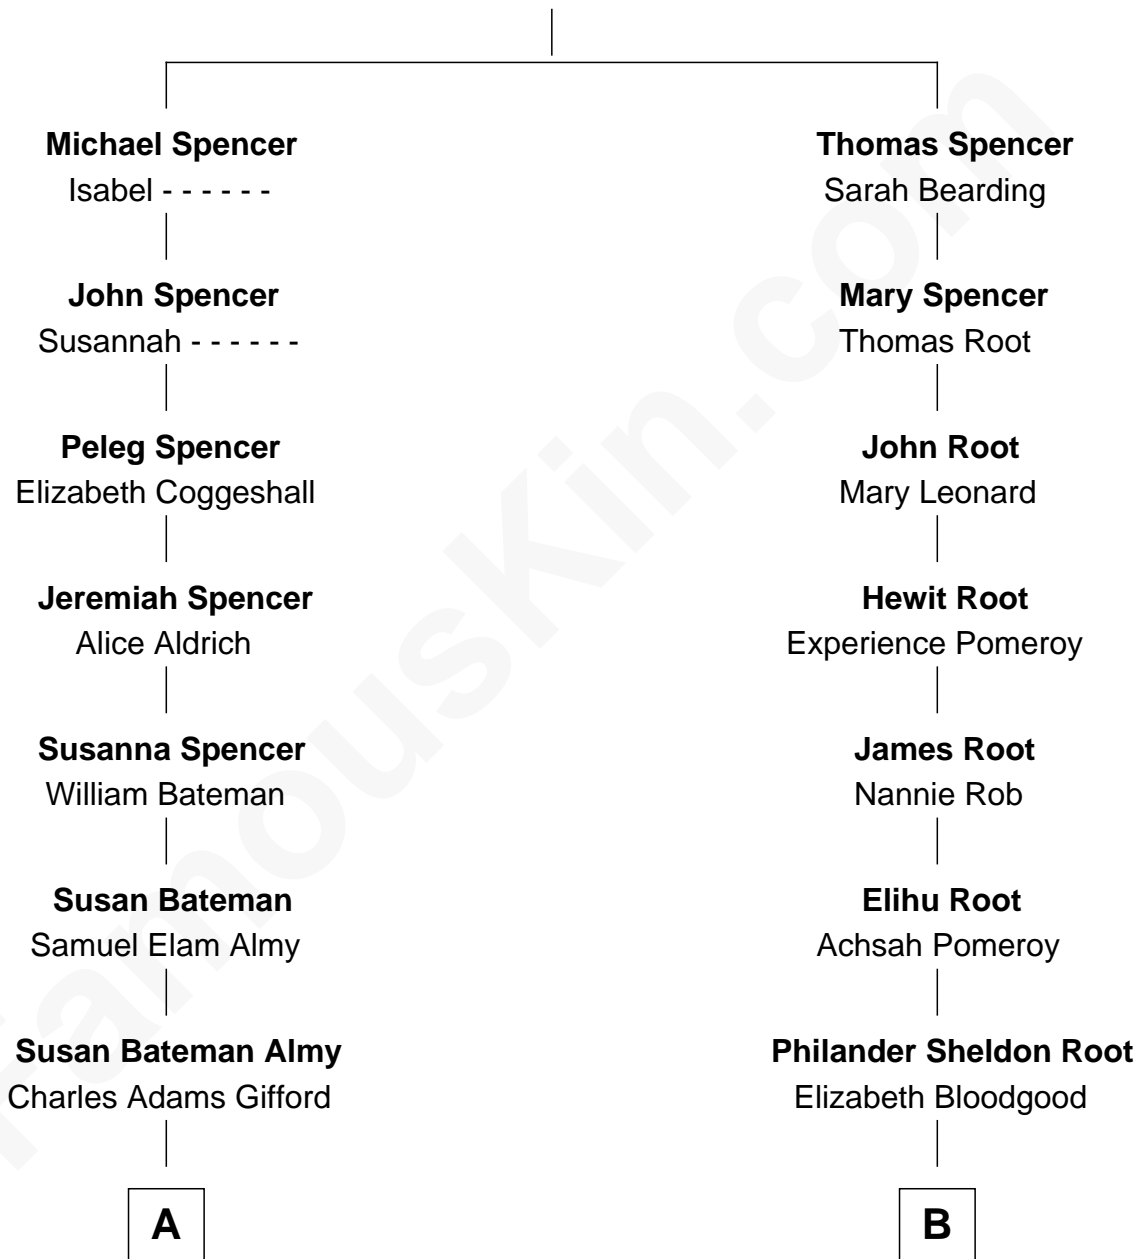 Michael Spencer
Isabel - - - - - -
John Spencer
Susannah - - - - - -
Peleg Spencer
Elizabeth Coggeshall
Jeremiah Spencer
Alice Aldrich
Susanna Spencer
William Bateman
Susan Bateman
Samuel Elam Almy
Susan Bateman Almy
Charles Adams Gifford
A
Thomas Spencer
Sarah Bearding
Mary Spencer
Thomas Root
John Root
Mary Leonard
Hewit Root
Experience Pomeroy
James Root
Nannie Rob
Elihu Root
Achsah Pomeroy
Philander Sheldon Root
Elizabeth Bloodgood
B
FamousKin.com